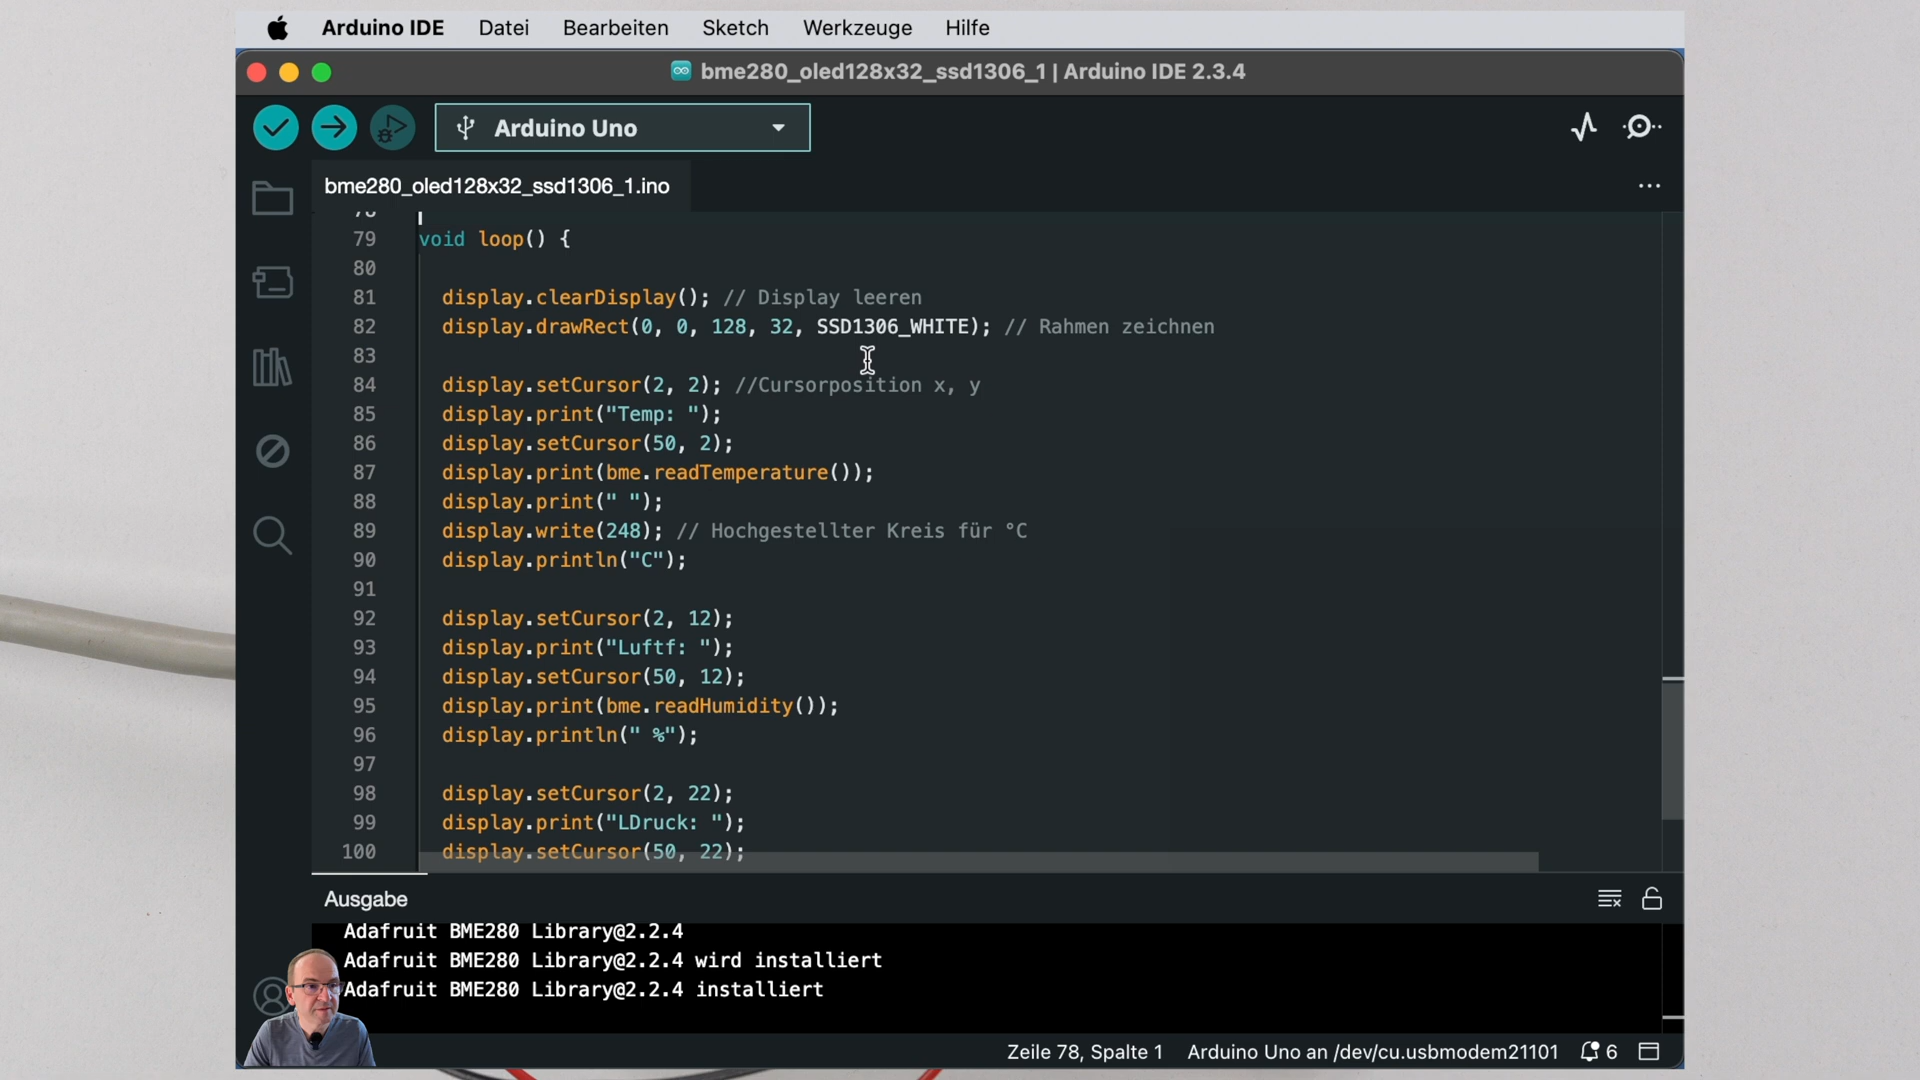 Arduino IDE Datei Bearbeiten Sketch Werkzeuge Hilfe
bme280_oled128x32_ssd1306_1 | Arduino IDE 2.3.4
Arduino Uno
bme280_oled128x32_ssd1306_1.ino
78
79 void loop() {
80
81 display.clearDisplay(); // Display leeren
82 display.drawRect(0, 0, 128, 32, SSD1306_WHITE); // Rahmen zeichnen
83
84 display.setCursor(2, 2); //Cursorposition x, y
85 display.print("Temp: ");
86 display.setCursor(50, 2);
87 display.print(bme.readTemperature());
88 display.print(" ");
89 display.write(248); // Hochgestellter Kreis für °C
90 display.println("C");
91
92 display.setCursor(2, 12);
93 display.print("Luftf: ");
94 display.setCursor(50, 12);
95 display.print(bme.readHumidity());
96 display.println(" %");
97
98 display.setCursor(2, 22);
99 display.print("LDruck: ");
100 display.setCursor(50, 22);
Ausgabe
Adafruit BME280 Library@2.2.4
Adafruit BME280 Library@2.2.4 wird installiert
Adafruit BME280 Library@2.2.4 installiert
Zeile 78, Spalte 1 Arduino Uno an /dev/cu.usbmodem21101 6